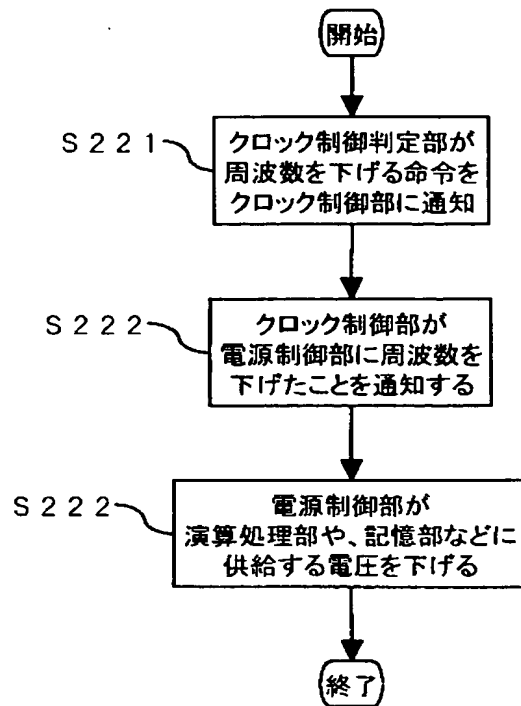 開始
S221
クロック制御判定部が
周波数を下げる命令を
クロック制御部に通知
S222
クロック制御部が
電源制御部に周波数を
下げたことを通知する
S222
電源制御部が
演算処理部や、記憶部などに
供給する電圧を下げる
終了